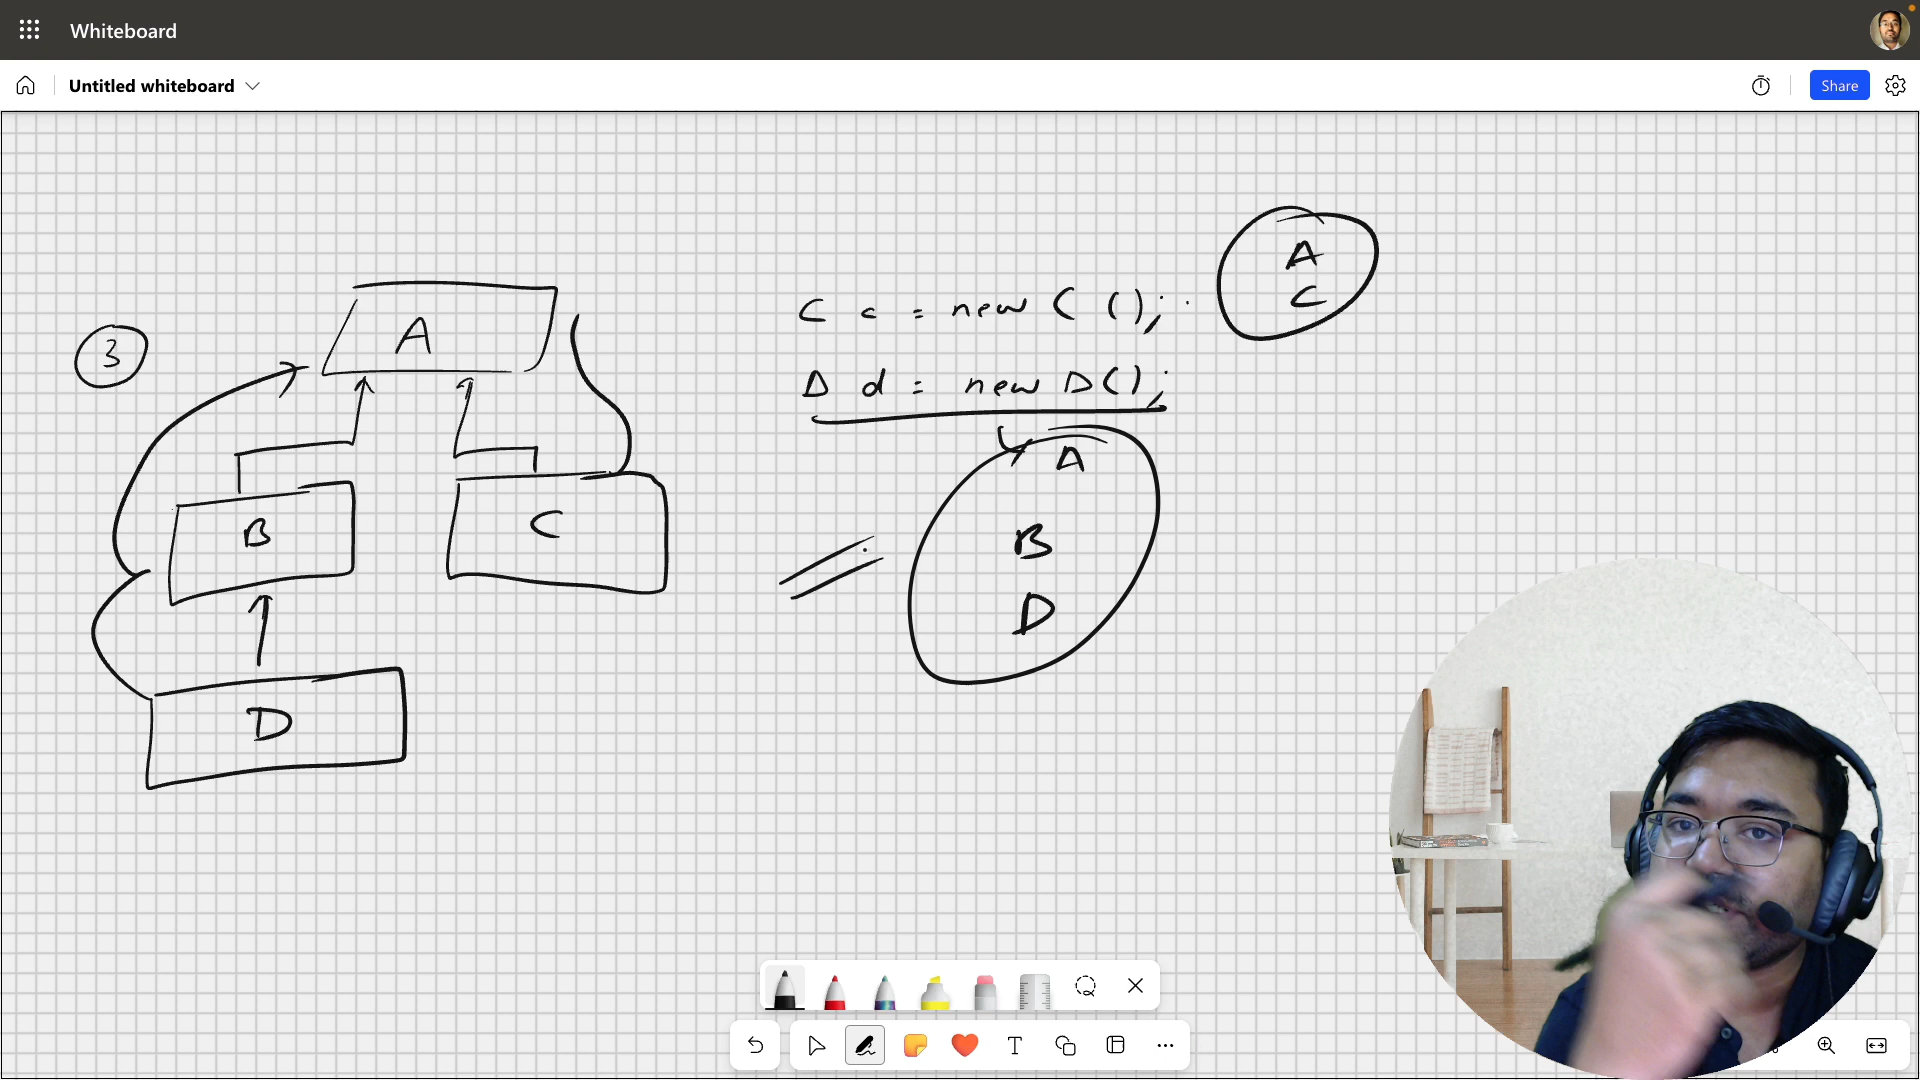 Whiteboard
Untitled whiteboard
Share
3
A
B
C
D
C c = new C ();
D d = new D();
A
C
A
B
D
T